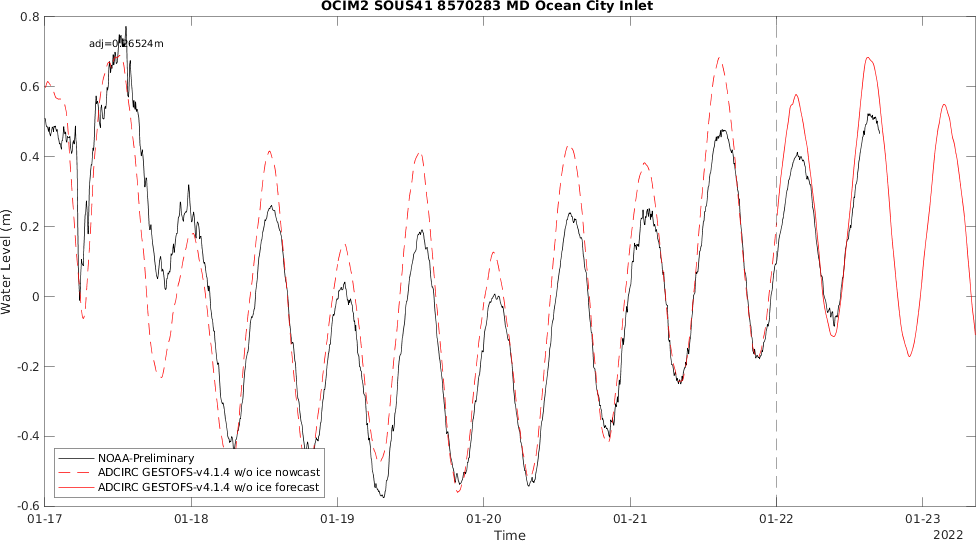 OCIM2 SOUS41 8570283 MD Ocean City Inlet
0.8
adj=0.26524m
0.6
0.4
0.2
0
-0.2
-0.4
-0.6
Water Level (m)
NOAA-Preliminary
ADCIRC GESTOFS-v4.1.4 w/o ice nowcast
ADCIRC GESTOFS-v4.1.4 w/o ice forecast
01-17 01-18 01-19 01-20 01-21 01-22 01-23
Time
2022